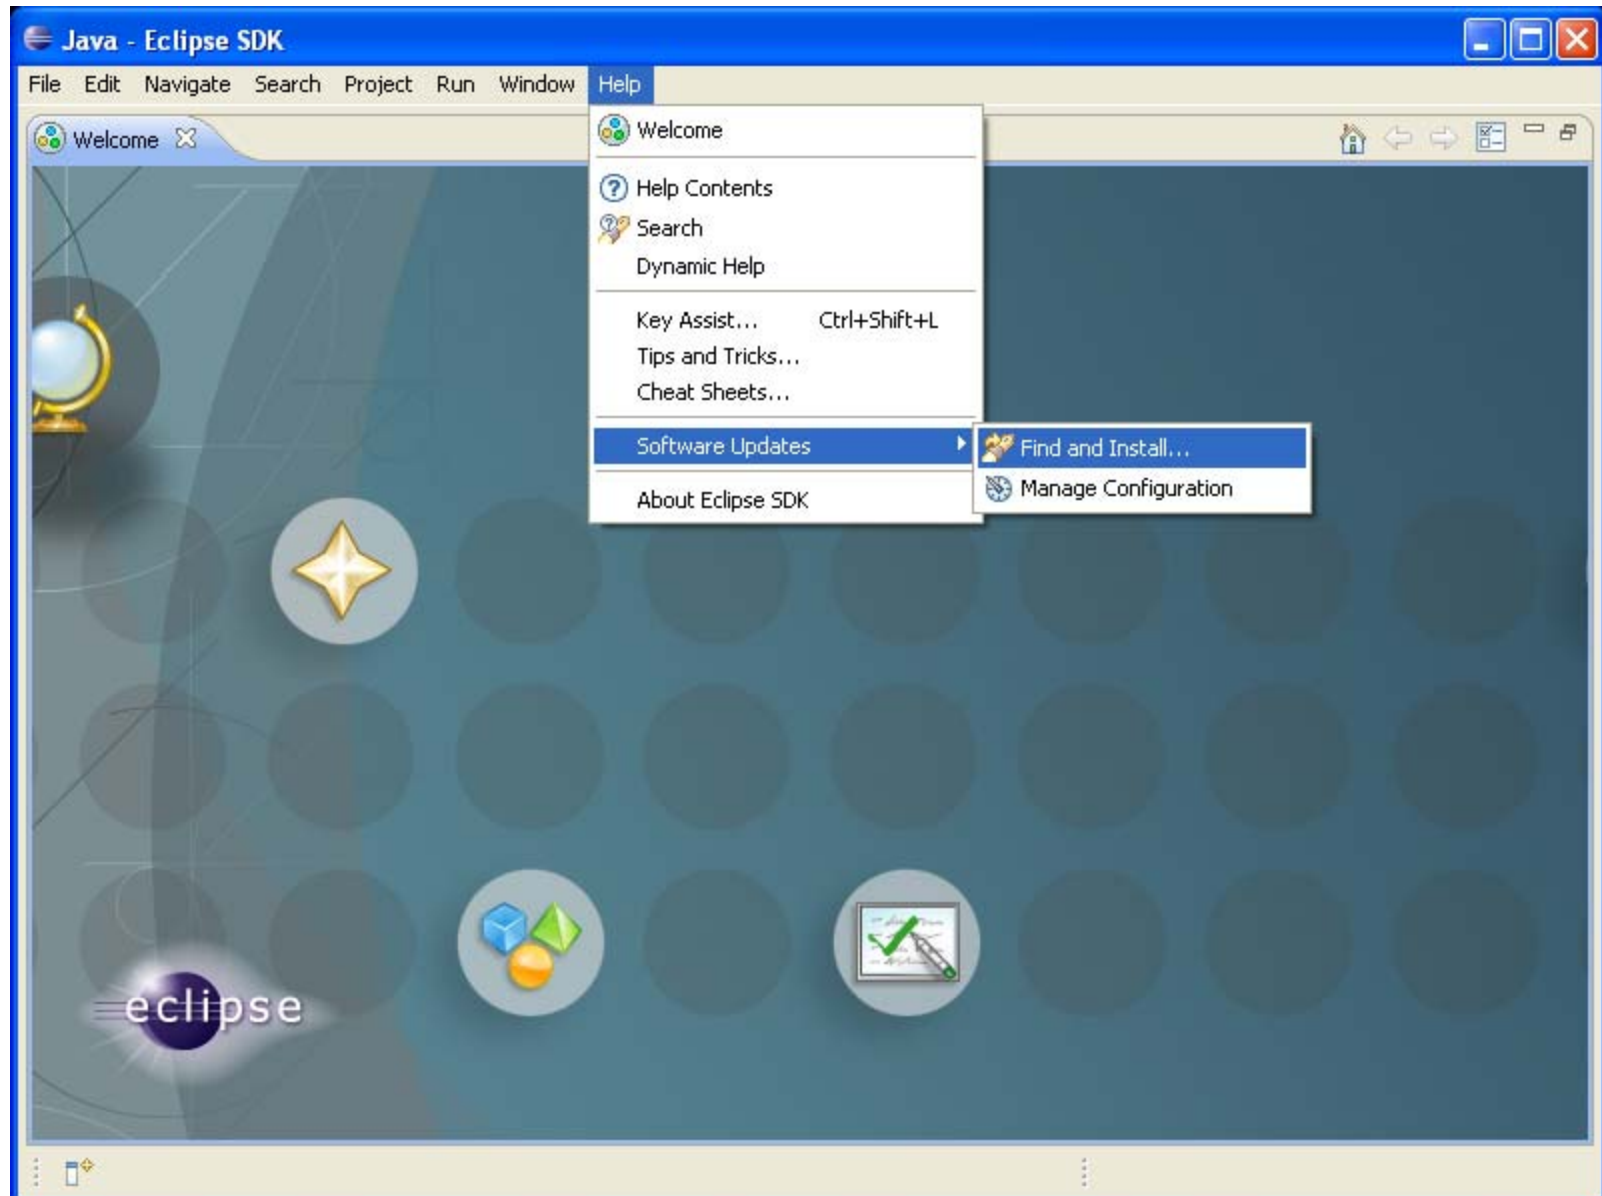 Java - Eclipse SDK
File Edit Navigate Search Project Run Window Help
Welcome
Welcome
Help Contents
Search
Dynamic Help
Key Assist... Ctrl+Shift+L
Tips and Tricks...
Cheat Sheets...
Software Updates
Find and Install...
Manage Configuration
About Eclipse SDK
eclipse